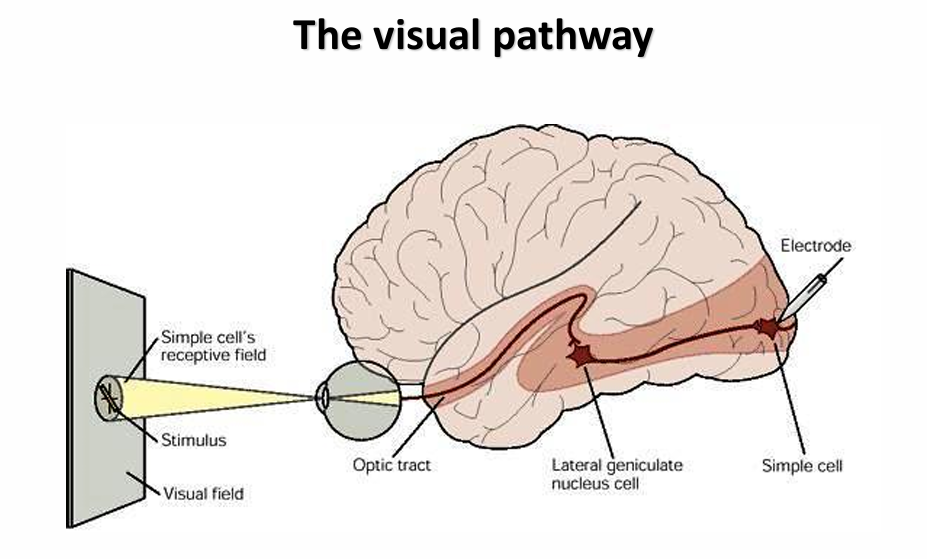 The visual pathway
Electrode
Simple cell's
receptive field
Stimulus
Visual field
Optic tract
Lateral geniculate
nucleus cell
Simple cell